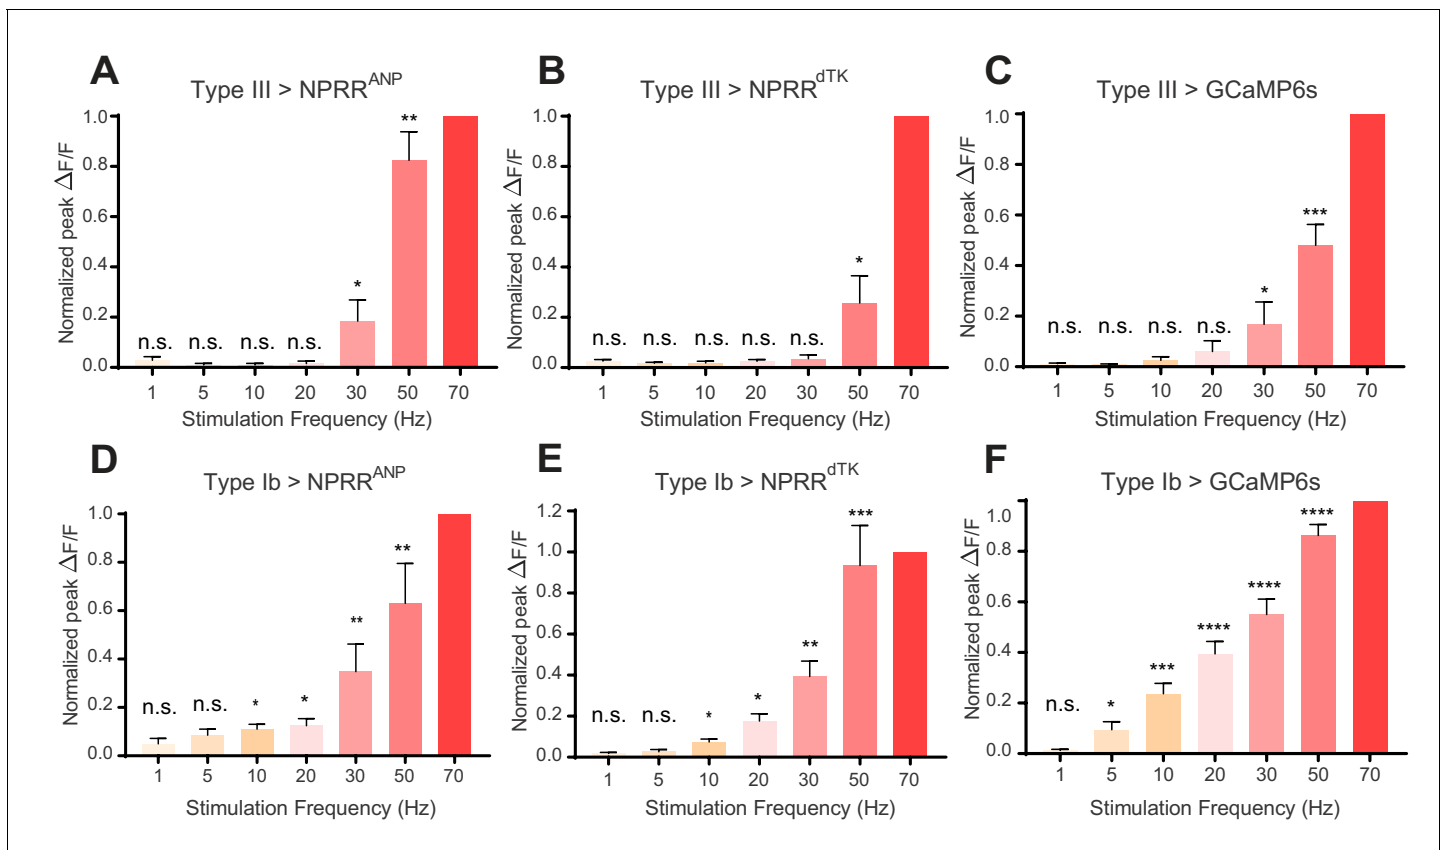 A
Type III > NPRR^ANP
Normalized peak △F/F
1.0
0.8
0.6
0.4
0.2
0.0
n.s.
n.s.
n.s.
n.s.
*
**
1 5 10 20 30 50 70
Stimulation Frequency (Hz)
B
Type III > NPRR^dTK
Normalized peak △F/F
1.0
0.8
0.6
0.4
0.2
0.0
n.s.
n.s.
n.s.
n.s.
n.s.
*
1 5 10 20 30 50 70
Stimulation Frequency (Hz)
C
Type III > GCaMP6s
Normalized peak △F/F
1.0
0.8
0.6
0.4
0.2
0.0
n.s.
n.s.
n.s.
n.s.
*
***
1 5 10 20 30 50 70
Stimulation Frequency (Hz)
D
Type Ib > NPRR^ANP
Normalized peak △F/F
1.0
0.8
0.6
0.4
0.2
0.0
n.s.
n.s.
*
*
**
**
1 5 10 20 30 50 70
Stimulation Frequency (Hz)
E
Type Ib > NPRR^dTK
Normalized peak △F/F
1.2
1.0
0.8
0.6
0.4
0.2
0.0
n.s.
n.s.
*
*
**
***
1 5 10 20 30 50 70
Stimulation Frequency (Hz)
F
Type Ib > GCaMP6s
Normalized peak △F/F
1.0
0.8
0.6
0.4
0.2
0.0
n.s.
*
***
****
****
****
1 5 10 20 30 50 70
Stimulation Frequency (Hz)